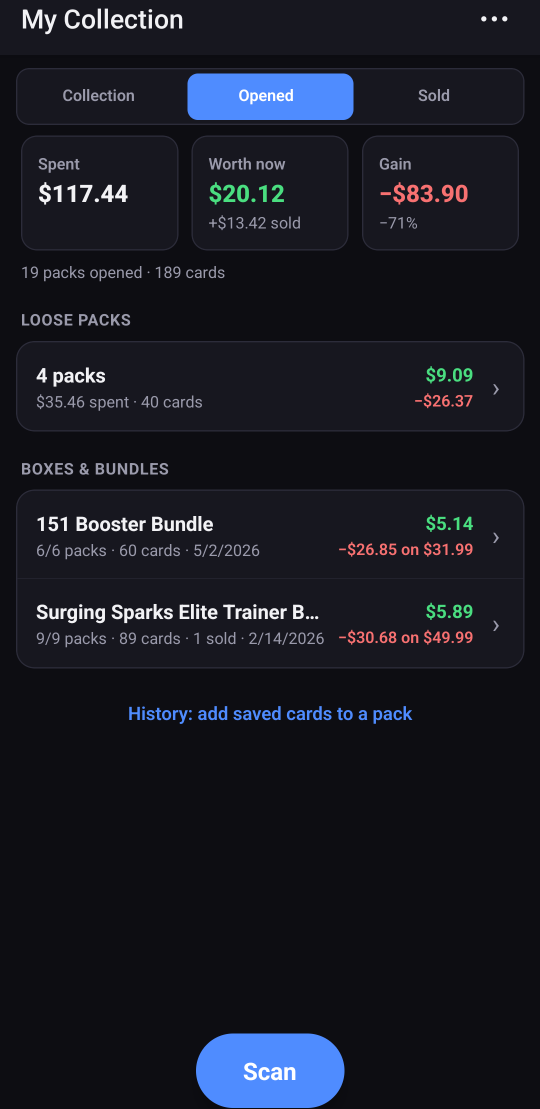 My Collection
Collection Opened Sold
Spent Worth now Gain
$117.44 $20.12 −$83.90
+$13.42 sold −71%
19 packs opened · 189 cards
LOOSE PACKS
4 packs $9.09
$35.46 spent · 40 cards −$26.37
BOXES & BUNDLES
151 Booster Bundle $5.14
6/6 packs · 60 cards · 5/2/2026 −$26.85 on $31.99
Surging Sparks Elite Trainer B... $5.89
9/9 packs · 89 cards · 1 sold · 2/14/2026 −$30.68 on $49.99
History: add saved cards to a pack
Scan